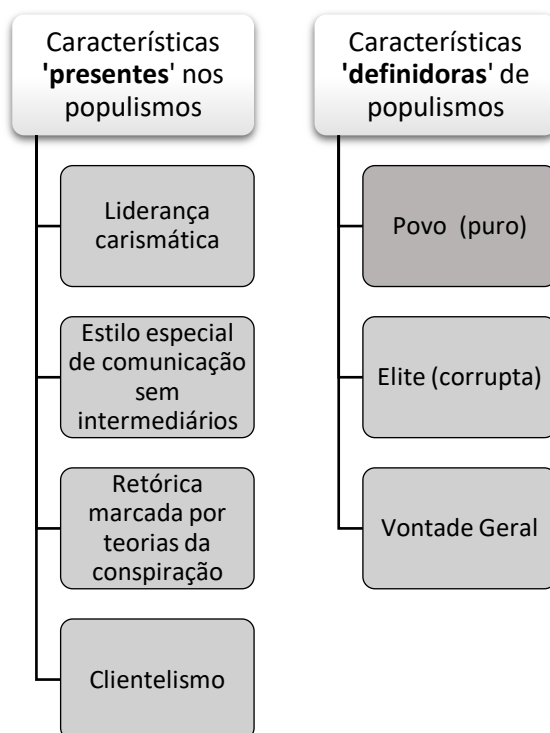 Características
'presentes' nos
populismos
Liderança
carismática
Estilo especial
de comunicação
sem
intermediários
Retórica
marcada por
teorias da
conspiração
Clientelismo
Características
'definidoras' de
populismos
Povo (puro)
Elite (corrupta)
Vontade Geral